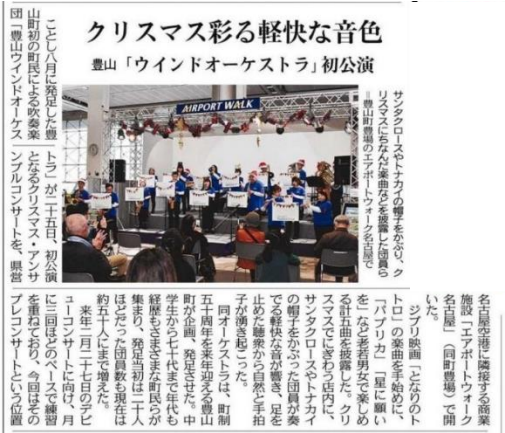 クリスマス彩る軽快な音色
豊山「ウインドオーケストラ」初公演
サンタクロースやトナカイの帽子をかぶり、ク
リスマスにちなんだ楽曲などを披露した団員ら
＝豊山町豊場のエアポートウォーク名古屋で
AIRPORT WALK
ことし八月に発足した豊
山町初の町民による吹奏楽
団「豊山ウインドオーケス
トラ」が二十五日、初公演
となるクリスマス・アンサ
ンブルコンサートを、県営
名古屋空港に隣接する商業
施設「エアポートウォーク
名古屋」（同町豊場）で開
いた。
ジブリ映画「となりのト
トロ」の楽曲を手始めに、
「パプリカ」「星に願い
を」など老若男女で楽しめ
る計五曲を披露した。クリ
スマスでにぎわう店内に、
サンタクロースやトナカイ
の帽子をかぶった団員が奏
でる軽快な音が響き、足を
止めた聴衆から自然と手拍
子が湧き起こった。
同オーケストラは、町制
五十周年を来年迎える豊山
町が企画、発足させた。中
学生から七十代まで年代も
経歴もさまざまな町民らが
集まり、発足当初は二十人
ほどだった団員数も現在は
約五十人にまで増えた。
来年二月二十七日のデビ
ューコンサートに向け、月
に三回ほどのペースで練習
を重ねており、今回はその
プレコンサートという位置